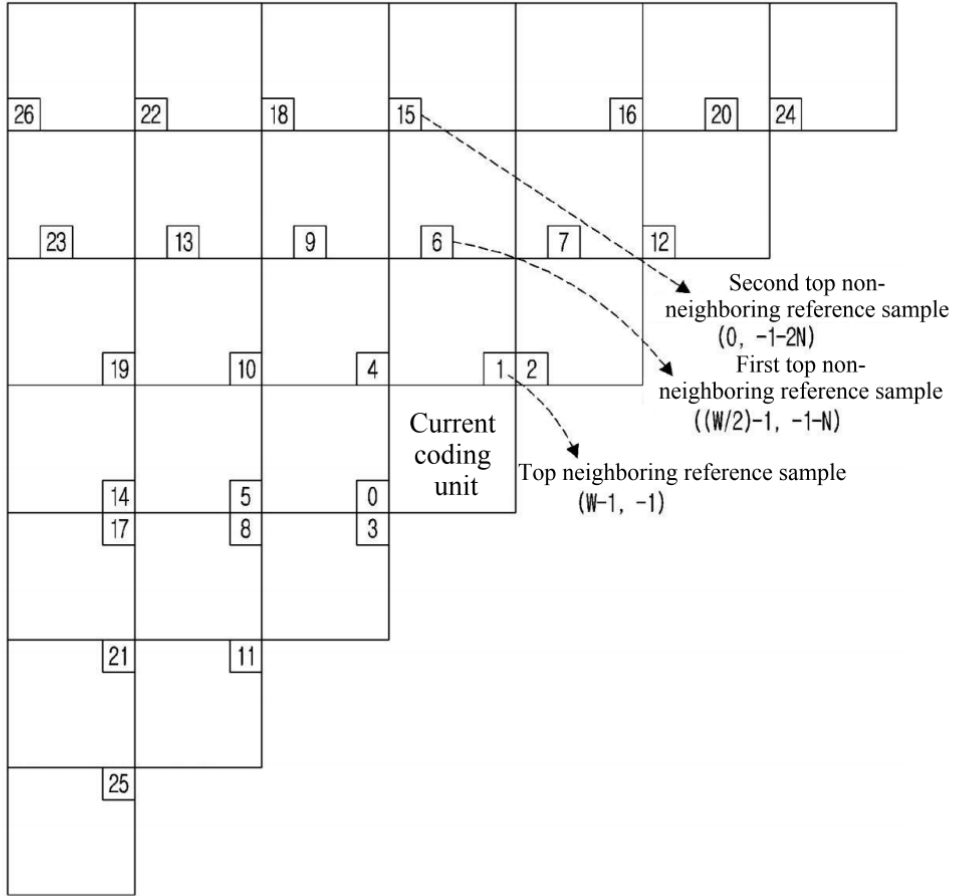 26 22 18 15 16 20 24
23 13 9 6 7 12
Second top non-
neighboring reference sample
(0, -1-2N)
19 10 4 1 2
First top non-
neighboring reference sample
((W/2)-1, -1-N)
Current
coding
unit
Top neighboring reference sample
(W-1, -1)
14 5 0
17 8 3
21 11
25